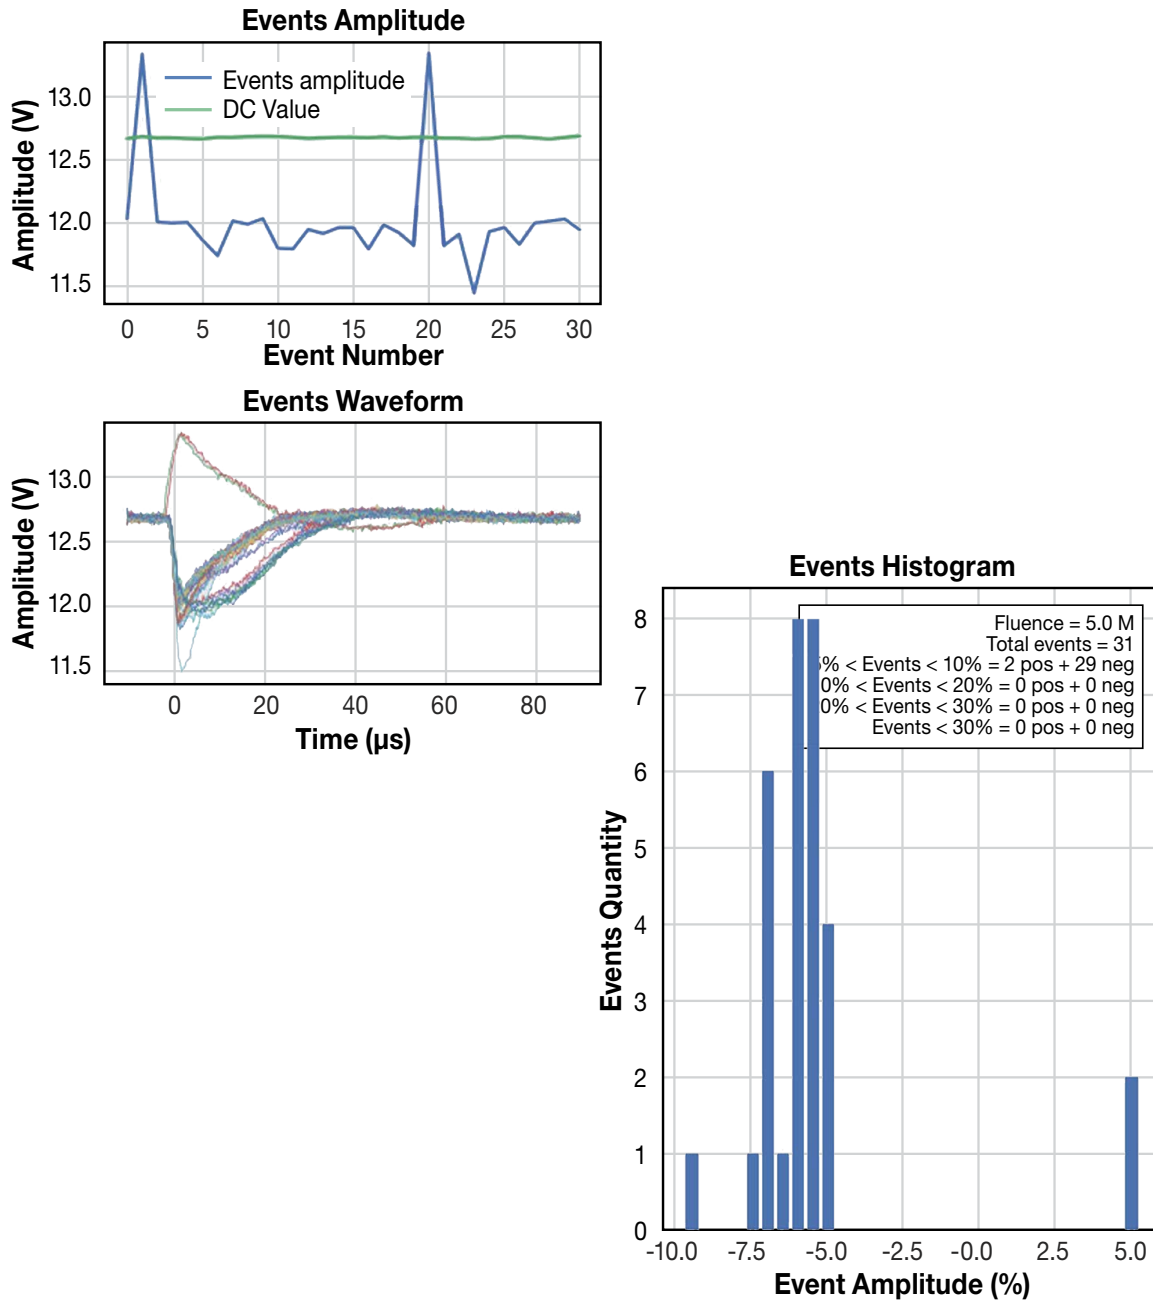 Events Amplitude
Amplitude (V)
13.0
12.5
12.0
11.5
Events amplitude
DC Value
0 5 10 15 20 25 30
Event Number
Events Waveform
Amplitude (V)
13.0
12.5
12.0
11.5
0 20 40 60 80
Time (µs)
Events Histogram
Events Quantity
8
7
6
5
4
3
2
1
0
Fluence = 5.0 M
Total events = 31
% < Events < 10% = 2 pos + 29 neg
0% < Events < 20% = 0 pos + 0 neg
0% < Events < 30% = 0 pos + 0 neg
Events < 30% = 0 pos + 0 neg
-10.0 -7.5 -5.0 -2.5 -0.0 2.5 5.0
Event Amplitude (%)